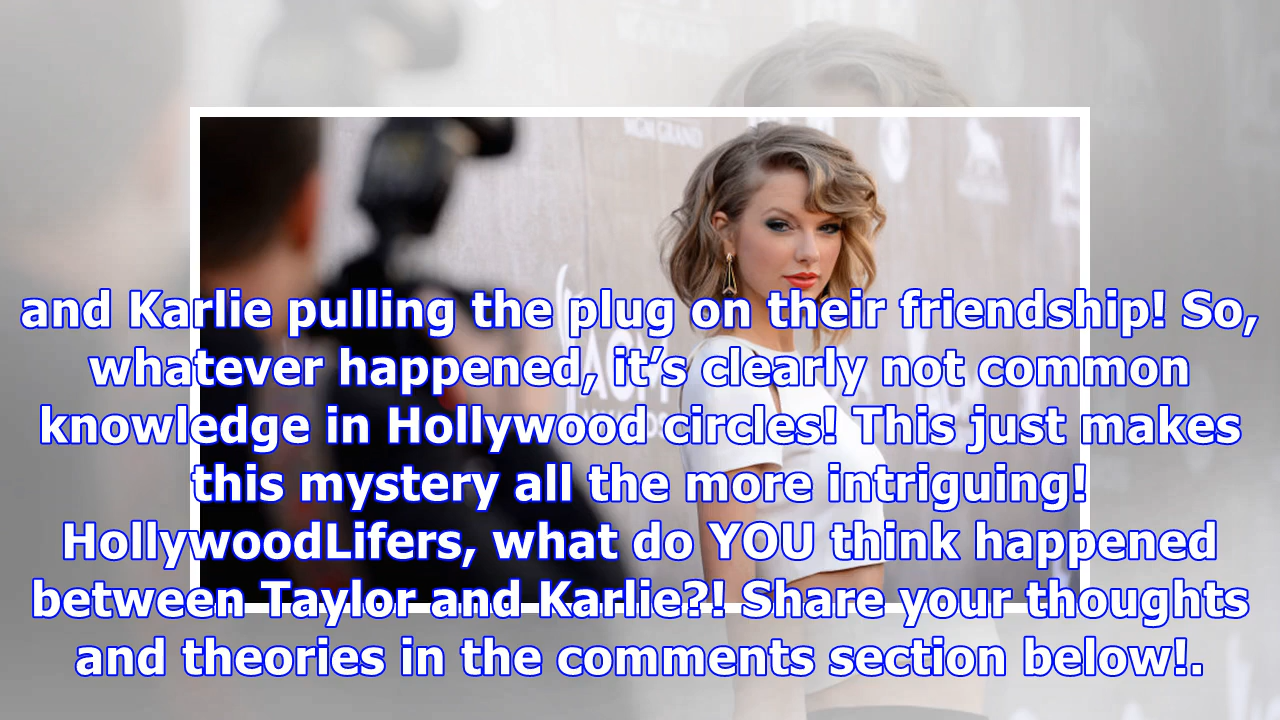 MGM GRAND
and Karlie pulling the plug on their friendship! So,
whatever happened, it’s clearly not common
knowledge in Hollywood circles! This just makes
this mystery all the more intriguing!
HollywoodLifers, what do YOU think happened
between Taylor and Karlie?! Share your thoughts
and theories in the comments section below!.